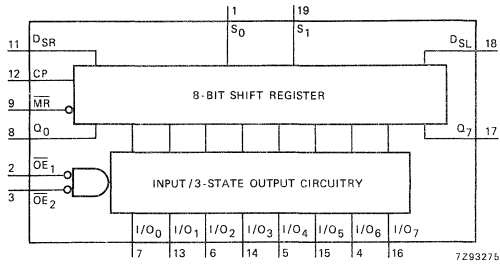 1 19
S0 S1
11 DSR DSL 18
12 CP
8-BIT SHIFT REGISTER
9 MR
8 Q0 Q7 17
2 OE1
INPUT/3-STATE OUTPUT CIRCUITRY
3 OE2
I/O0 I/O1 I/O2 I/O3 I/O4 I/O5 I/O6 I/O7
7 13 6 14 5 15 4 16
7Z93275